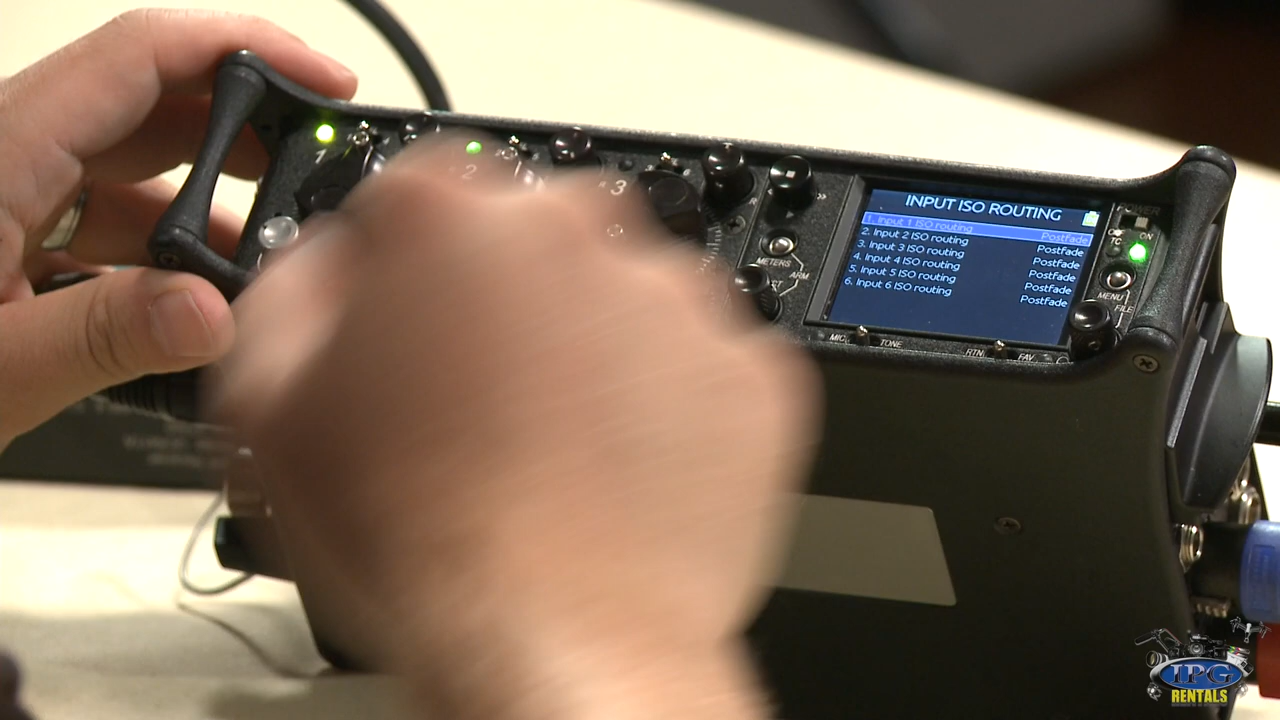 1
2
3
INPUT ISO ROUTING
1. Input 1 ISO routing Postfade
2. Input 2 ISO routing Postfade
3. Input 3 ISO routing Postfade
4. Input 4 ISO routing Postfade
5. Input 5 ISO routing Postfade
6. Input 6 ISO routing Postfade
POWER
ON
TC
METERS
ARM
MENU
FILE
MIC
TONE
RTN
FAV
IPG
RENTALS